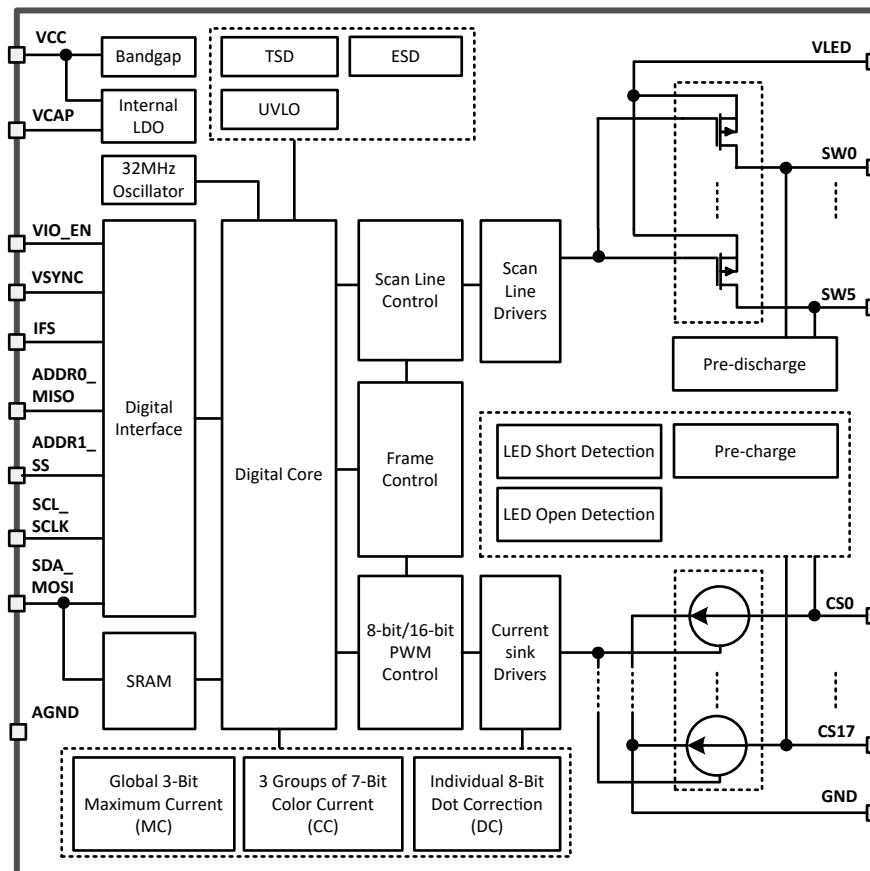 VCC
Bandgap
TSD
ESD
VLED
VCAP
Internal
LDO
UVLO
32MHz
Oscillator
SW0
VIO_EN
VSYNC
IFS
ADDR0_
MISO
ADDR1_
SS
SCL_
SCLK
SDA_
MOSI
AGND
Digital
Interface
SRAM
Digital Core
Scan Line
Control
Scan
Line
Drivers
SW5
Pre-discharge
Frame
Control
LED Short Detection
Pre-charge
LED Open Detection
8-bit/16-bit
PWM
Control
Current
sink
Drivers
CS0
CS17
GND
Global 3-Bit
Maximum Current
(MC)
3 Groups of 7-Bit
Color Current
(CC)
Individual 8-Bit
Dot Correction
(DC)